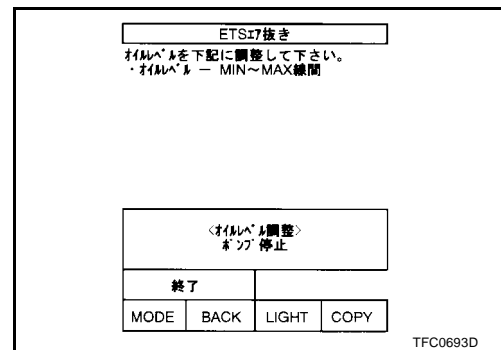 ETSｴｱ抜き
ｵｲﾙﾚﾍﾞﾙを下記に調整して下さい。
・ｵｲﾙﾚﾍﾞﾙ － MIN～MAX線間
〈ｵｲﾙﾚﾍﾞﾙ調整〉
ﾎﾟﾝﾌﾟ停止
終了
MODE BACK LIGHT COPY
TFC0693D